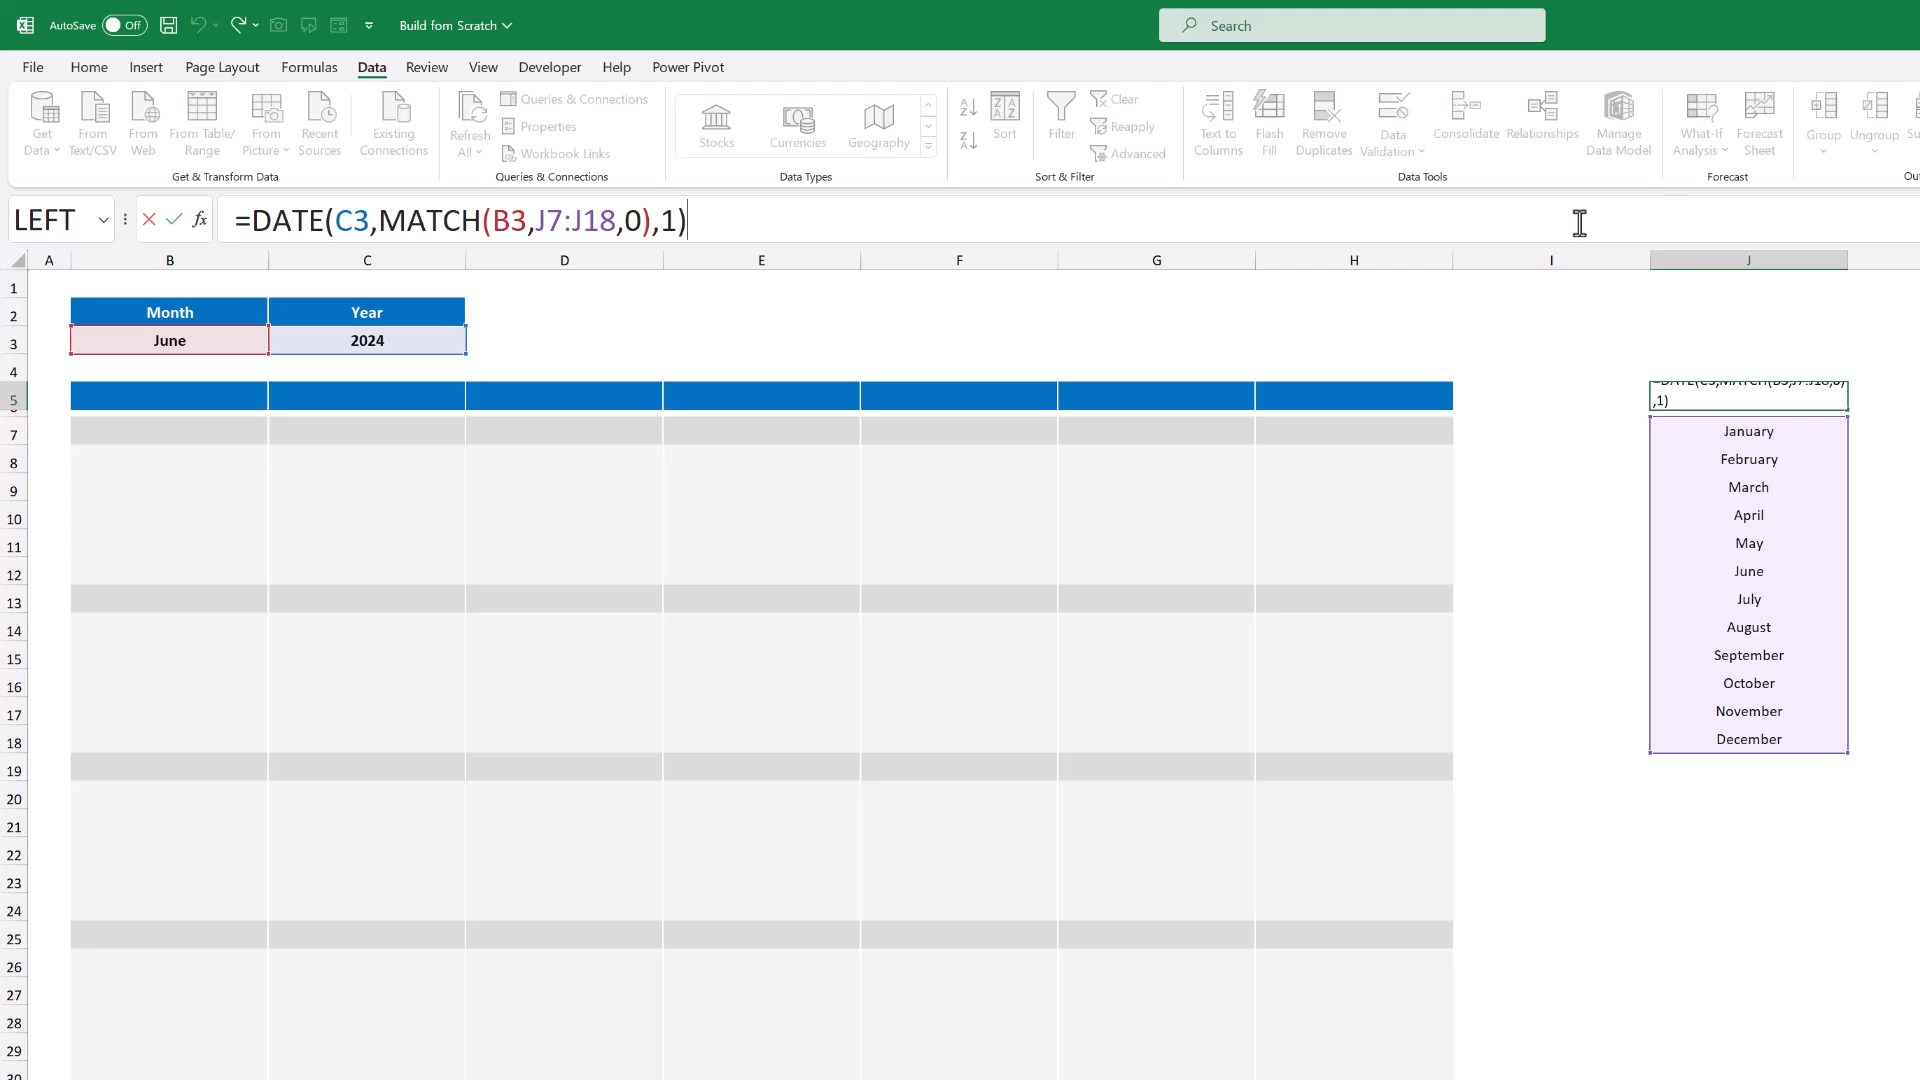 AutoSave Off Build fom Scratch Search
File Home Insert Page Layout Formulas Data Review View Developer Help Power Pivot
Get Data
From Text/CSV
From Web
From Table/ Range
From Picture
Recent Sources
Existing Connections
Get & Transform Data
Refresh All
Queries & Connections
Properties
Workbook Links
Queries & Connections
Stocks
Currencies
Geography
Data Types
Sort
Filter
Clear
Reapply
Advanced
Sort & Filter
Text to Columns
Flash Fill
Remove Duplicates
Data Validation
Consolidate
Relationships
Manage Data Model
Data Tools
What-If Analysis
Forecast Sheet
Forecast
Group
Ungroup
LEFT fx =DATE(C3,MATCH(B3,J7:J18,0),1)
A B C D E F G H I J
1
2 Month Year
3 June 2024
4
5 =DATE(C3,MATCH(B3,J7:J18,0)
,1)
7 January
8 February
9 March
10 April
11 May
12 June
13 July
14 August
15 September
16 October
17 November
18 December
19
20
21
22
23
24
25
26
27
28
29
30